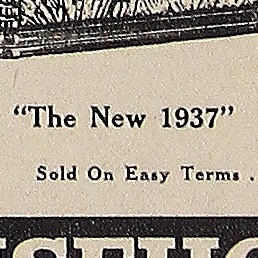 “The New 1937”
Sold On Easy Terms .